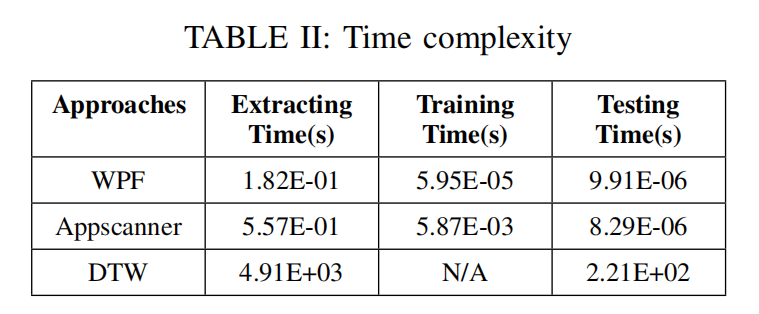 TABLE II: Time complexity
Approaches Extracting Time(s) Training Time(s) Testing Time(s)
WPF 1.82E-01 5.95E-05 9.91E-06
Appscanner 5.57E-01 5.87E-03 8.29E-06
DTW 4.91E+03 N/A 2.21E+02